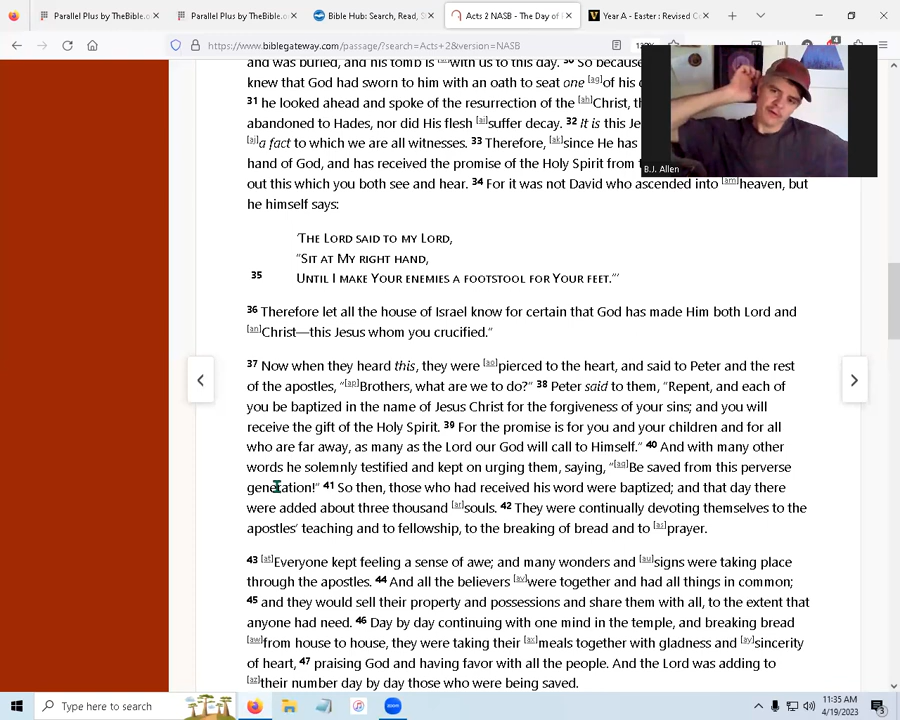 Parallel Plus by TheBible.or
Parallel Plus by TheBible.or
Bible Hub: Search, Read, S
Acts 2 NASB - The Day of P
Year A - Easter : Revised Co
https://www.biblegateway.com/passage/?search=Acts+2&version=NASB
and was buried, and his tomb is with us to this day. 30 So because
knew that God had sworn to him with an oath to seat one [ag]of his
31 he looked ahead and spoke of the resurrection of the [ah]Christ,
abandoned to Hades, nor did His flesh [ai]suffer decay. 32 It is this
[aj]a fact to which we are all witnesses. 33 Therefore, [ak]since He has
hand of God, and has received the promise of the Holy Spirit from
out this which you both see and hear. 34 For it was not David who ascended into [am]heaven, but
he himself says:
B.J. Allen
'THE LORD SAID TO MY LORD,
"SIT AT MY RIGHT HAND,
35 UNTIL I MAKE YOUR ENEMIES A FOOTSTOOL FOR YOUR FEET."'
36 Therefore let all the house of Israel know for certain that God has made Him both Lord and
[an]Christ—this Jesus whom you crucified."
37 Now when they heard this, they were [ao]pierced to the heart, and said to Peter and the rest
of the apostles, "[ap]Brothers, what are we to do?" 38 Peter said to them, "Repent, and each of
you be baptized in the name of Jesus Christ for the forgiveness of your sins; and you will
receive the gift of the Holy Spirit. 39 For the promise is for you and your children and for all
who are far away, as many as the Lord our God will call to Himself." 40 And with many other
words he solemnly testified and kept on urging them, saying, "[aq]Be saved from this perverse
generation!" 41 So then, those who had received his word were baptized; and that day there
were added about three thousand [ar]souls. 42 They were continually devoting themselves to the
apostles' teaching and to fellowship, to the breaking of bread and to [as]prayer.
43 [at]Everyone kept feeling a sense of awe; and many wonders and [au]signs were taking place
through the apostles. 44 And all the believers [av]were together and had all things in common;
45 and they would sell their property and possessions and share them with all, to the extent that
anyone had need. 46 Day by day continuing with one mind in the temple, and breaking bread
[aw]from house to house, they were taking their [ax]meals together with gladness and [ay]sincerity
of heart, 47 praising God and having favor with all the people. And the Lord was adding to
[az]their number day by day those who were being saved.
Type here to search
11:35 AM
4/19/2023
3